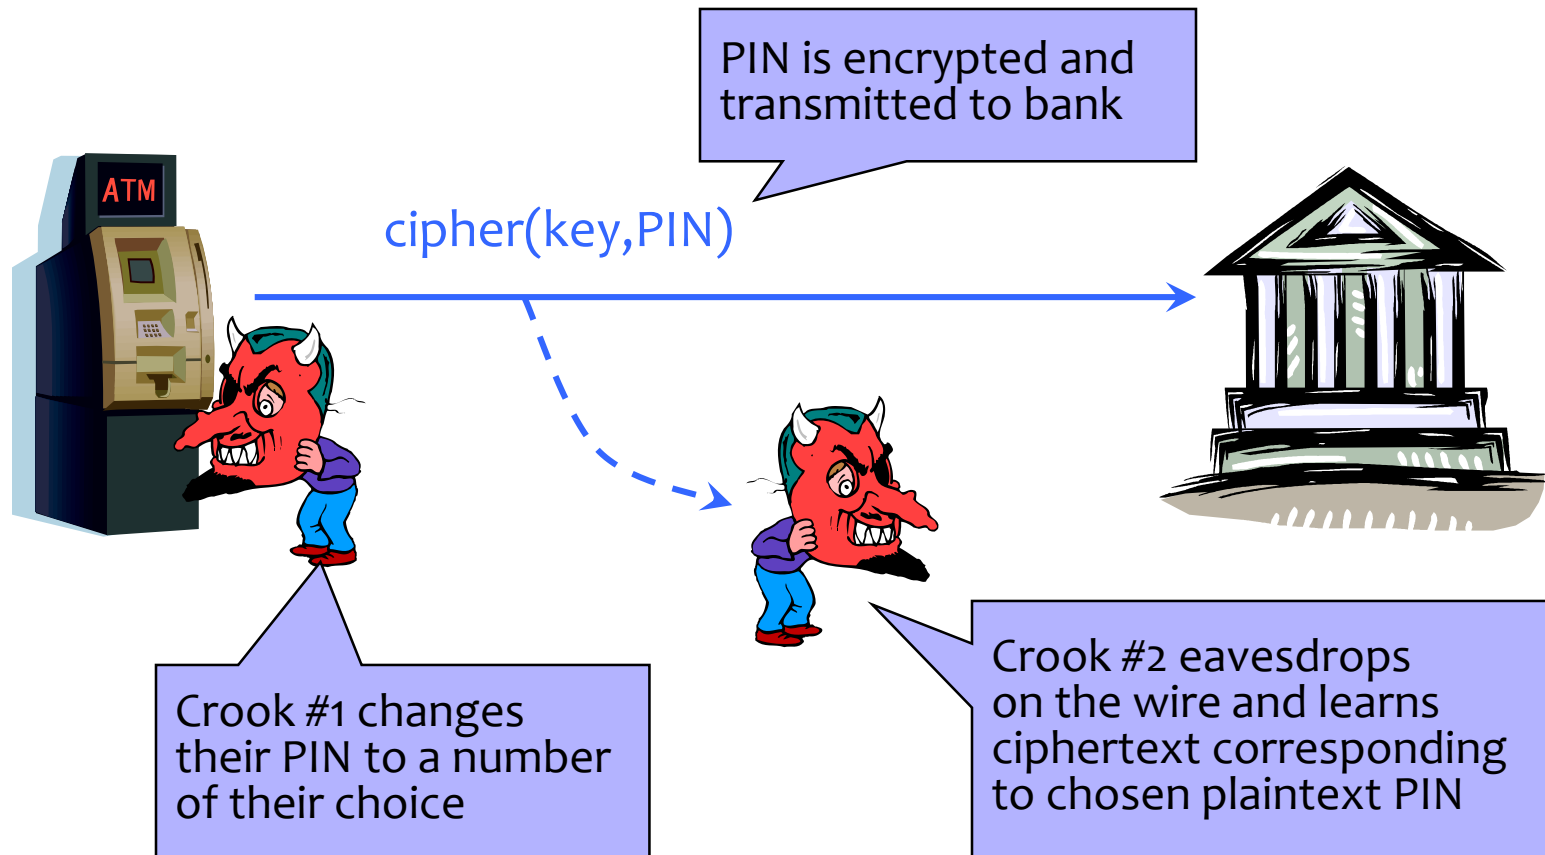 PIN is encrypted and
transmitted to bank
ATM
cipher(key,PIN)
Crook #1 changes
their PIN to a number
of their choice
Crook #2 eavesdrops
on the wire and learns
ciphertext corresponding
to chosen plaintext PIN